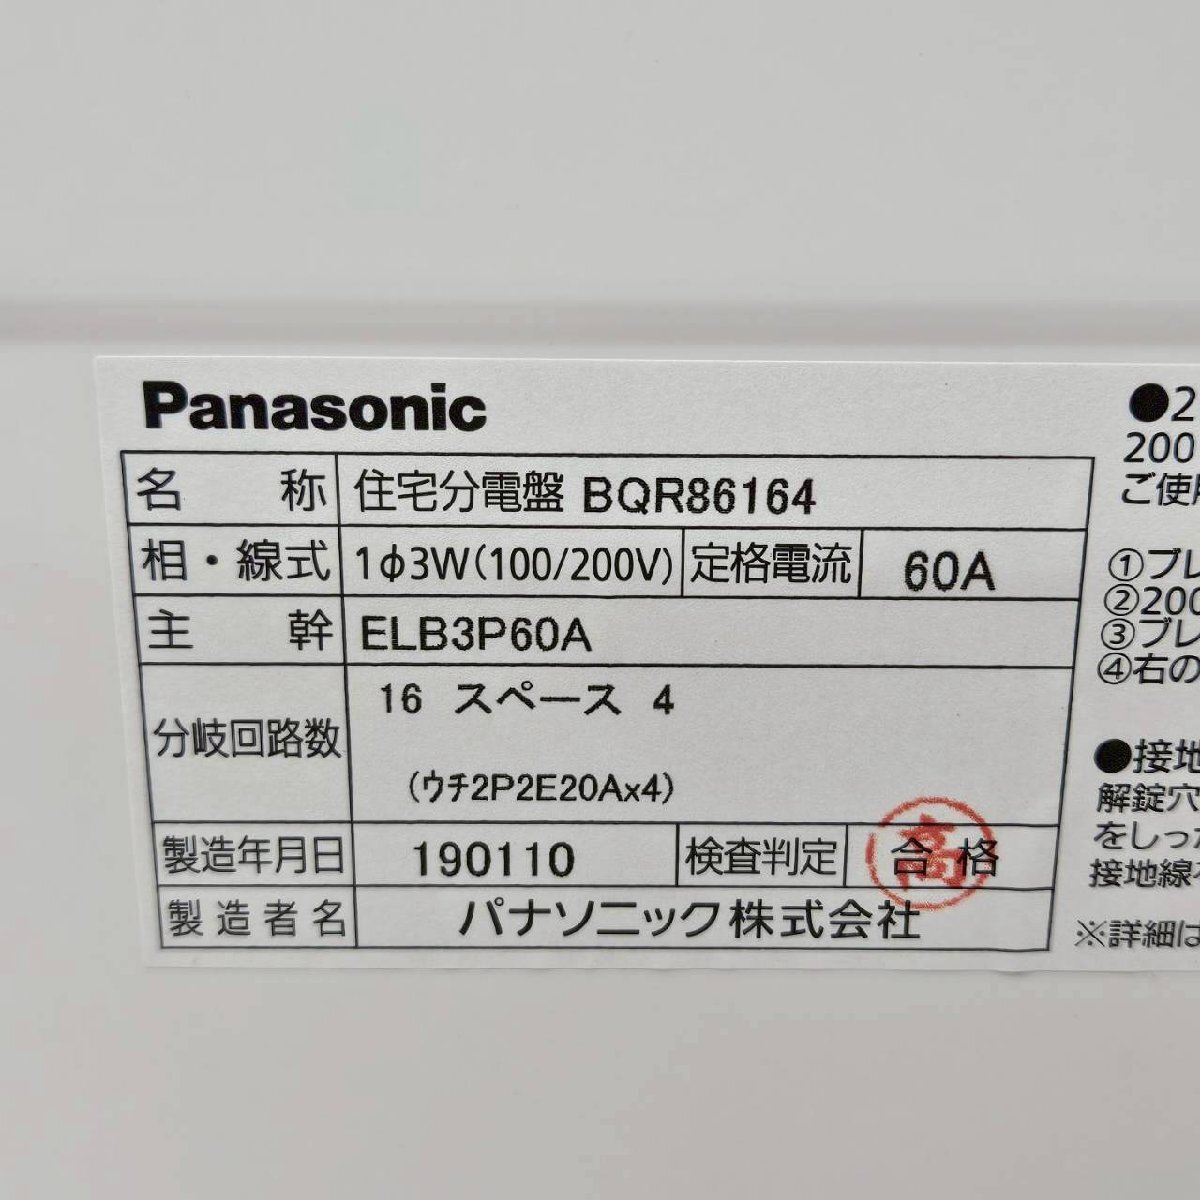 Panasonic
名 称 住宅分電盤 BQR86164
相・線式 1φ3W(100/200V) 定格電流 60A
主 幹 ELB3P60A
分岐回路数 16 スペース 4
(ウチ2P2E20Ax4)
製造年月日 190110 検査判定 合 格
高
製造者名 パナソニック株式会社
●2
200
ご使用
①ブレ
②200
③ブレ
④右の
●接地
解錠穴
をしっか
接地線
※詳細は